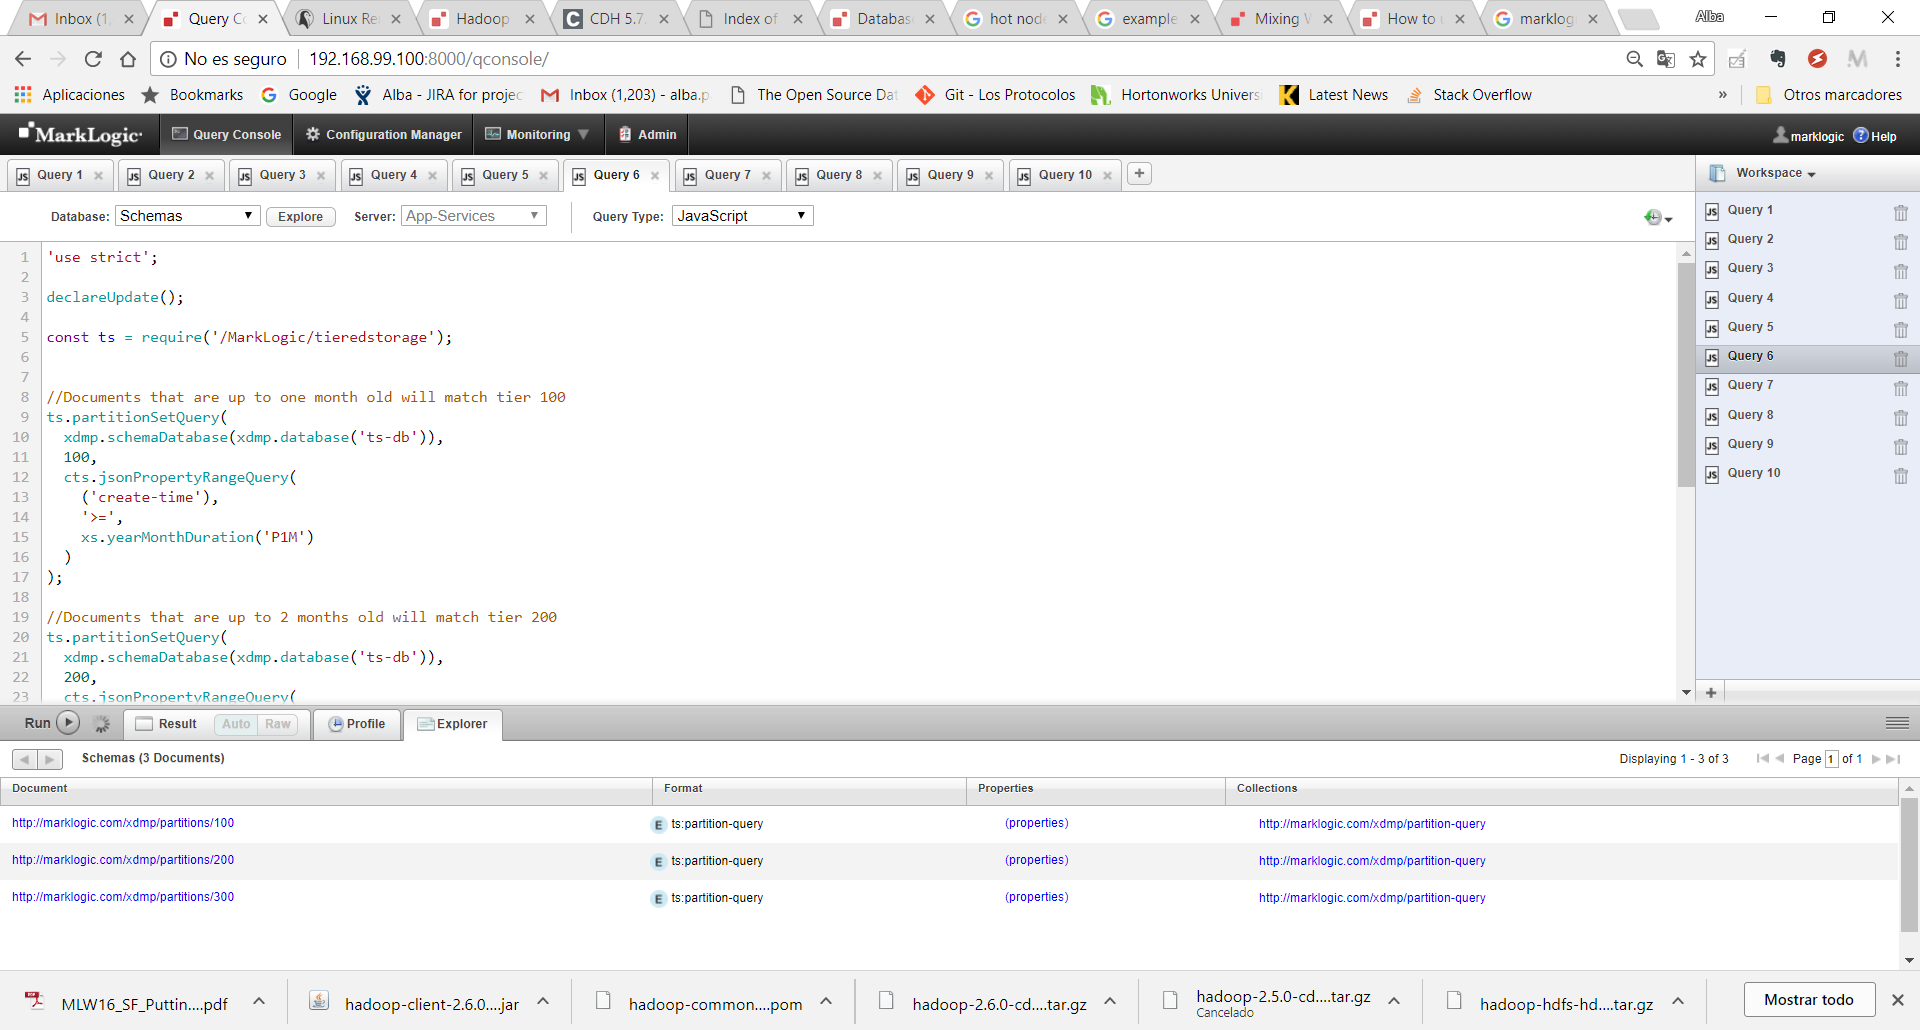 Inbox (1,
Query Co
Linux Re
Hadoop
CDH 5.7.
Index of
Databas
hot node
example
Mixing V
How to u
marklog
Alba
No es seguro
192.168.99.100:8000/qconsole/
Aplicaciones
Bookmarks
Google
Alba - JIRA for projec
Inbox (1,203) - alba.p
The Open Source Dat
Git - Los Protocolos
Hortonworks Univers
Latest News
Stack Overflow
»
Otros marcadores
MarkLogic
Query Console
Configuration Manager
Monitoring
Admin
marklogic
Help
Query 1
Query 2
Query 3
Query 4
Query 5
Query 6
Query 7
Query 8
Query 9
Query 10
+
Workspace
Database: Schemas
Explore
Server: App-Services
Query Type: JavaScript
1 'use strict';
2
3 declareUpdate();
4
5 const ts = require('/MarkLogic/tieredstorage');
6
7
8 //Documents that are up to one month old will match tier 100
9 ts.partitionSetQuery(
10 xdmp.schemaDatabase(xdmp.database('ts-db')),
11 100,
12 cts.jsonPropertyRangeQuery(
13 ('create-time'),
14 '>=',
15 xs.yearMonthDuration('P1M')
16 )
17 );
18
19 //Documents that are up to 2 months old will match tier 200
20 ts.partitionSetQuery(
21 xdmp.schemaDatabase(xdmp.database('ts-db')),
22 200,
23 cts.jsonPropertyRangeQuery(
JS Query 1
JS Query 2
JS Query 3
JS Query 4
JS Query 5
JS Query 6
JS Query 7
JS Query 8
JS Query 9
JS Query 10
+
Run
Result
Auto
Raw
Profile
Explorer
Schemas (3 Documents)
Displaying 1 - 3 of 3
Page 1 of 1
Document Format Properties Collections
http://marklogic.com/xdmp/partitions/100 E ts:partition-query (properties) http://marklogic.com/xdmp/partition-query
http://marklogic.com/xdmp/partitions/200 E ts:partition-query (properties) http://marklogic.com/xdmp/partition-query
http://marklogic.com/xdmp/partitions/300 E ts:partition-query (properties) http://marklogic.com/xdmp/partition-query
MLW16_SF_Puttin....pdf
hadoop-client-2.6.0....jar
hadoop-common....pom
hadoop-2.6.0-cd....tar.gz
hadoop-2.5.0-cd....tar.gz
Cancelado
hadoop-hdfs-hd....tar.gz
Mostrar todo